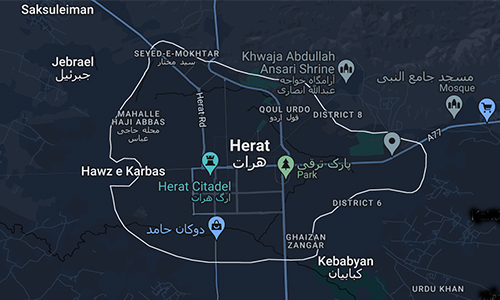 Saksuleiman
SEYED-E-MOKHTAR
سید مختار
Jebrael
جبرئیل
Khwaja Abdullah
Ansari Shrine
آرامگاه خواجه
عبدالله انصاری
مسجد جامع النبی
Mosque
Herat Rd
QOUL URDO
قول اردو
DISTRICT 8
MAHALLE
HAJI ABBAS
محله حاجی
عباس
A77
Herat
هرات
Hawz e Karbas
پارک ترقی
Park
Herat Citadel
ارگ هرات
DISTRICT 6
دوکان حامد
GHAIZAN
ZANGAR
Kebabyan
کبابیان
URDU KHAN